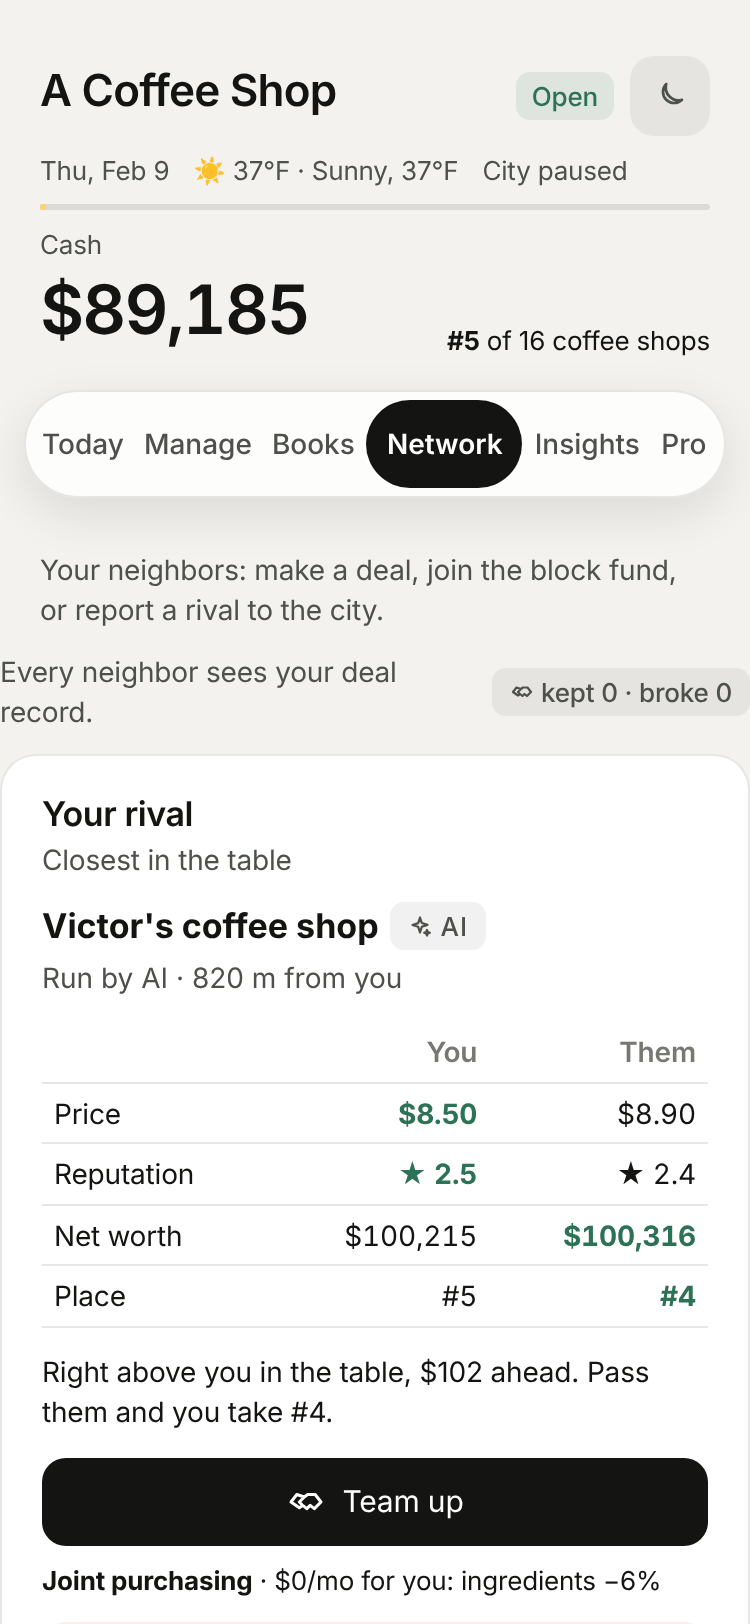 A Coffee Shop
Open
Thu, Feb 9 ☀️ 37°F · Sunny, 37°F City paused
Cash
$89,185
#5 of 16 coffee shops
Today Manage Books Network Insights Pro
Your neighbors: make a deal, join the block fund,
or report a rival to the city.
Every neighbor sees your deal
record.
kept 0 · broke 0
Your rival
Closest in the table
Victor's coffee shop AI
Run by AI · 820 m from you
You Them
Price $8.50 $8.90
Reputation ★ 2.5 ★ 2.4
Net worth $100,215 $100,316
Place #5 #4
Right above you in the table, $102 ahead. Pass
them and you take #4.
Team up
Joint purchasing · $0/mo for you: ingredients −6%